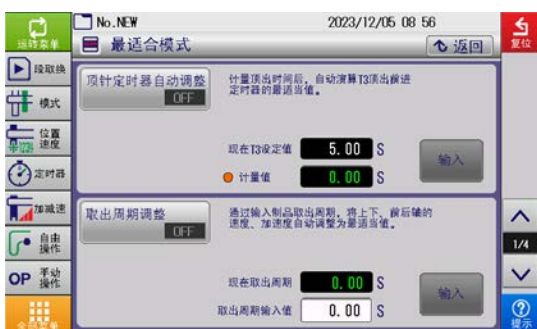 No.NEW 2023/12/05 08 56
运转菜单
最适合模式
返回
复位
段取换
模式
位置
速度
定时器
加减速
自由
操作
OP 手动
操作
全部菜单
顶针定时器自动调整
OFF
计量顶出时间后，自动演算T3顶出前进
定时器的最适当值。
现在T3设定值 5.00 S
计量值 0.00 S
输入
取出周期调整
OFF
通过输入制品取出周期，将上下、前后轴的
速度、加速度自动调整为最适当值。
现在取出周期 0.00 S
取出周期输入值 0.00 S
输入
1/4
提示